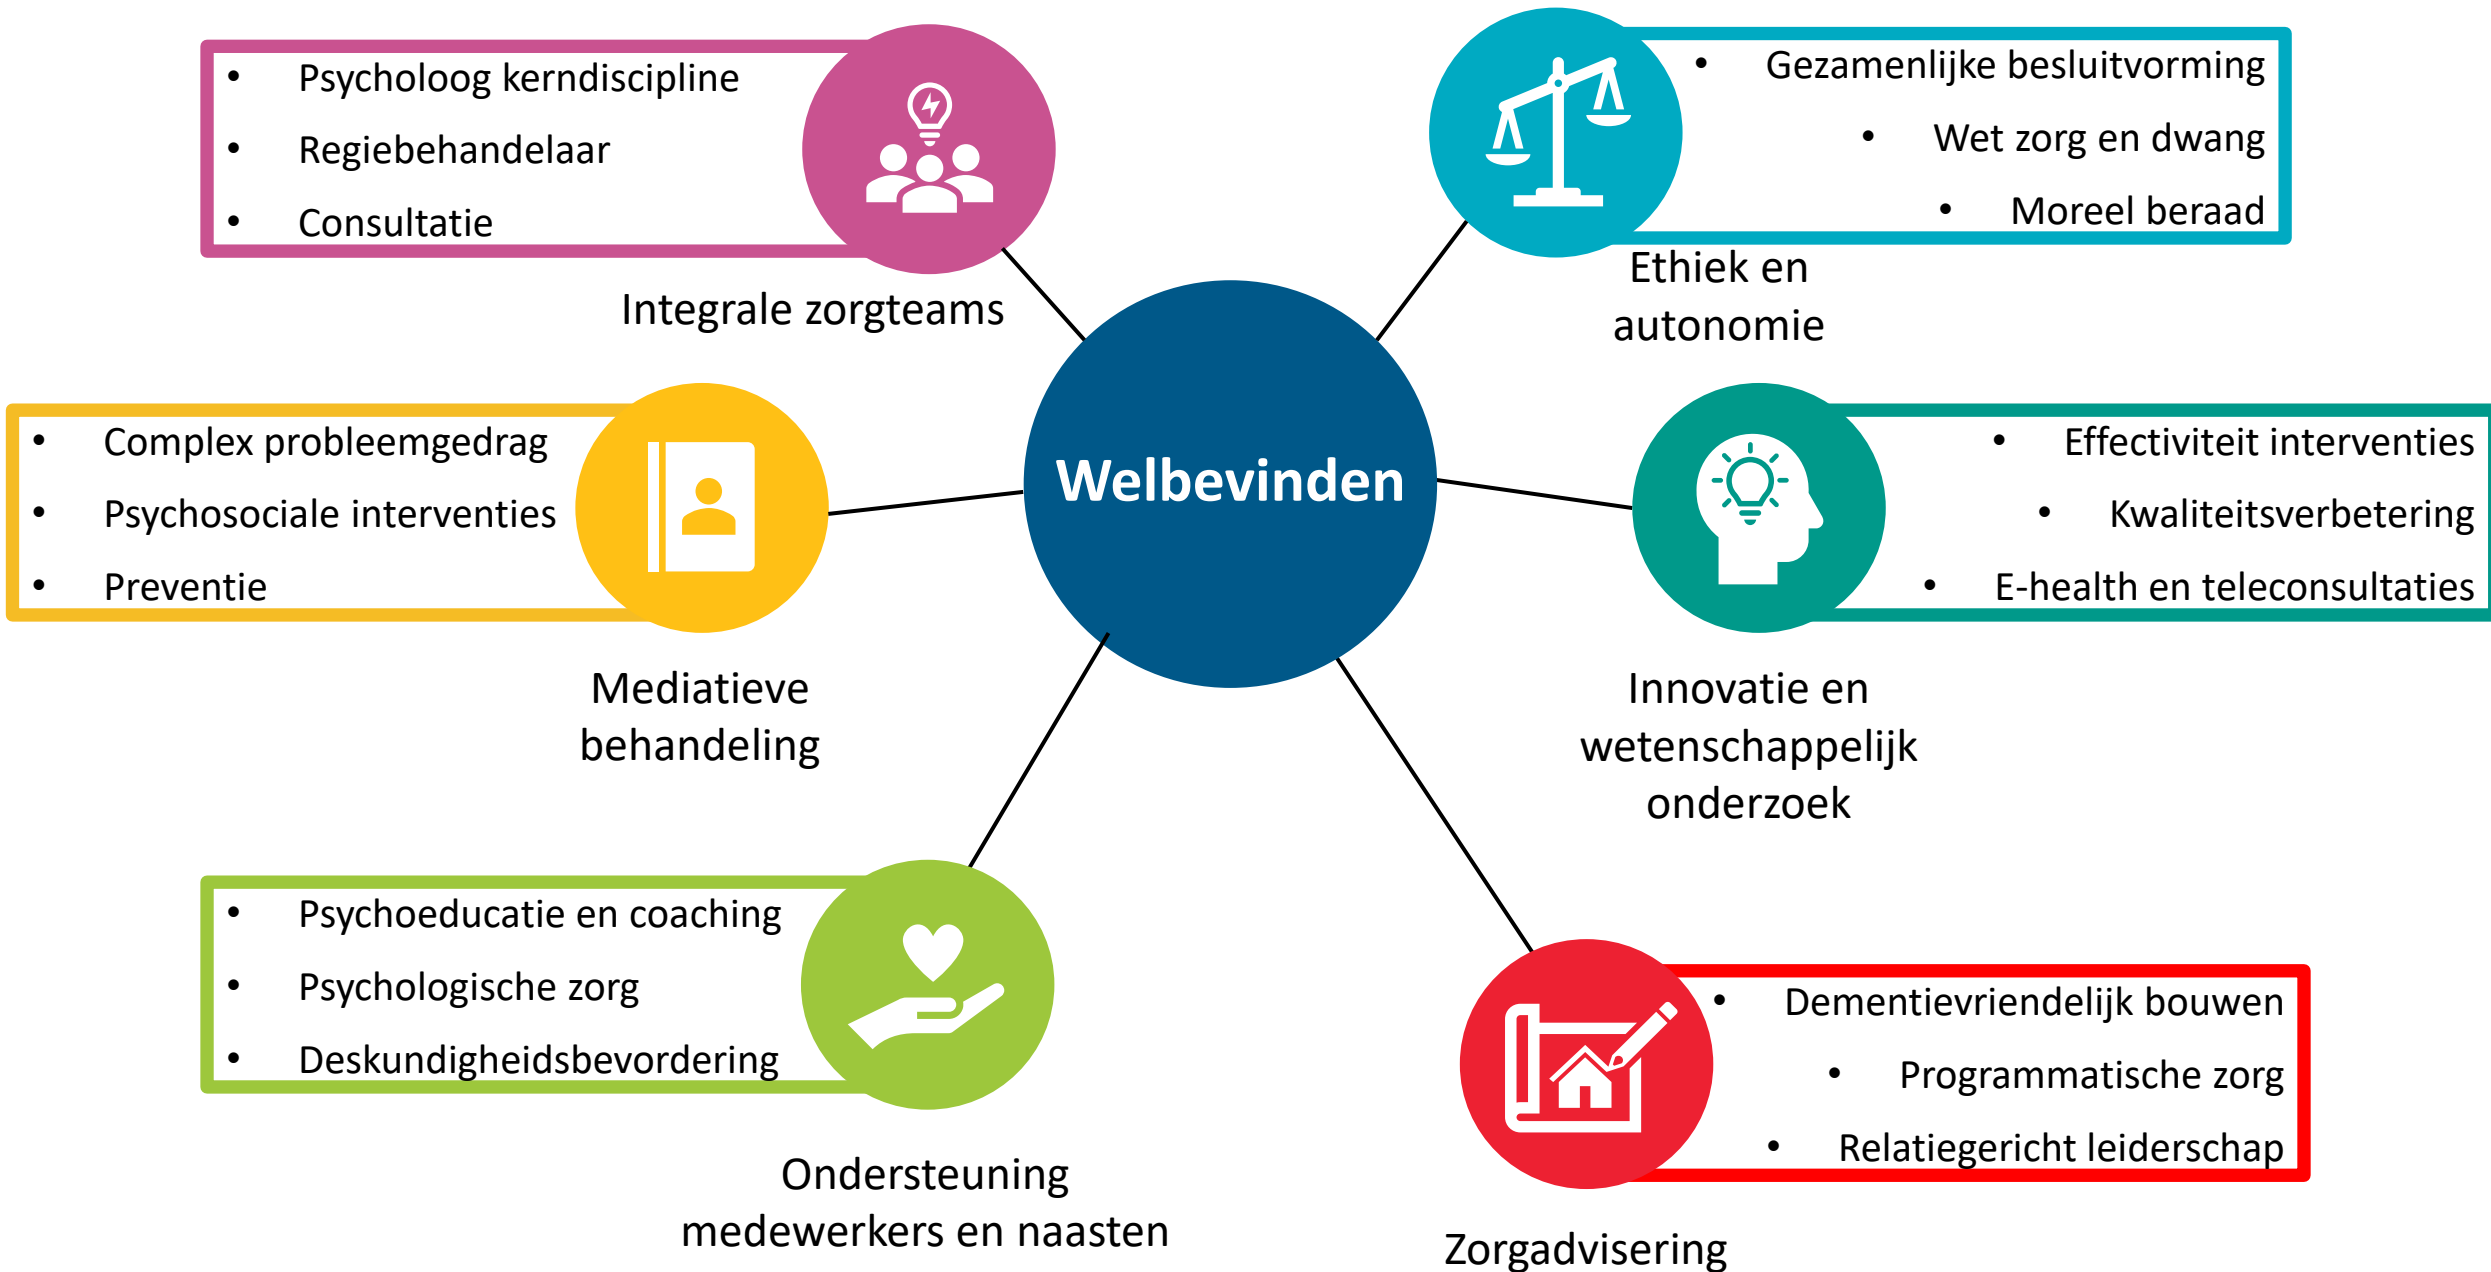 • Psycholoog kerndiscipline
• Regiebehandelaar
• Consultatie
Integrale zorgteams
• Gezamenlijke besluitvorming
• Wet zorg en dwang
• Moreel beraad
Ethiek en
autonomie
Welbevinden
• Complex probleemgedrag
• Psychosociale interventies
• Preventie
Mediatieve
behandeling
• Effectiviteit interventies
• Kwaliteitsverbetering
• E-health en teleconsultaties
Innovatie en
wetenschappelijk
onderzoek
• Psychoeducatie en coaching
• Psychologische zorg
• Deskundigheidsbevordering
Ondersteuning
medewerkers en naasten
• Dementievriendelijk bouwen
• Programmatische zorg
• Relatiegericht leiderschap
Zorgadvisering